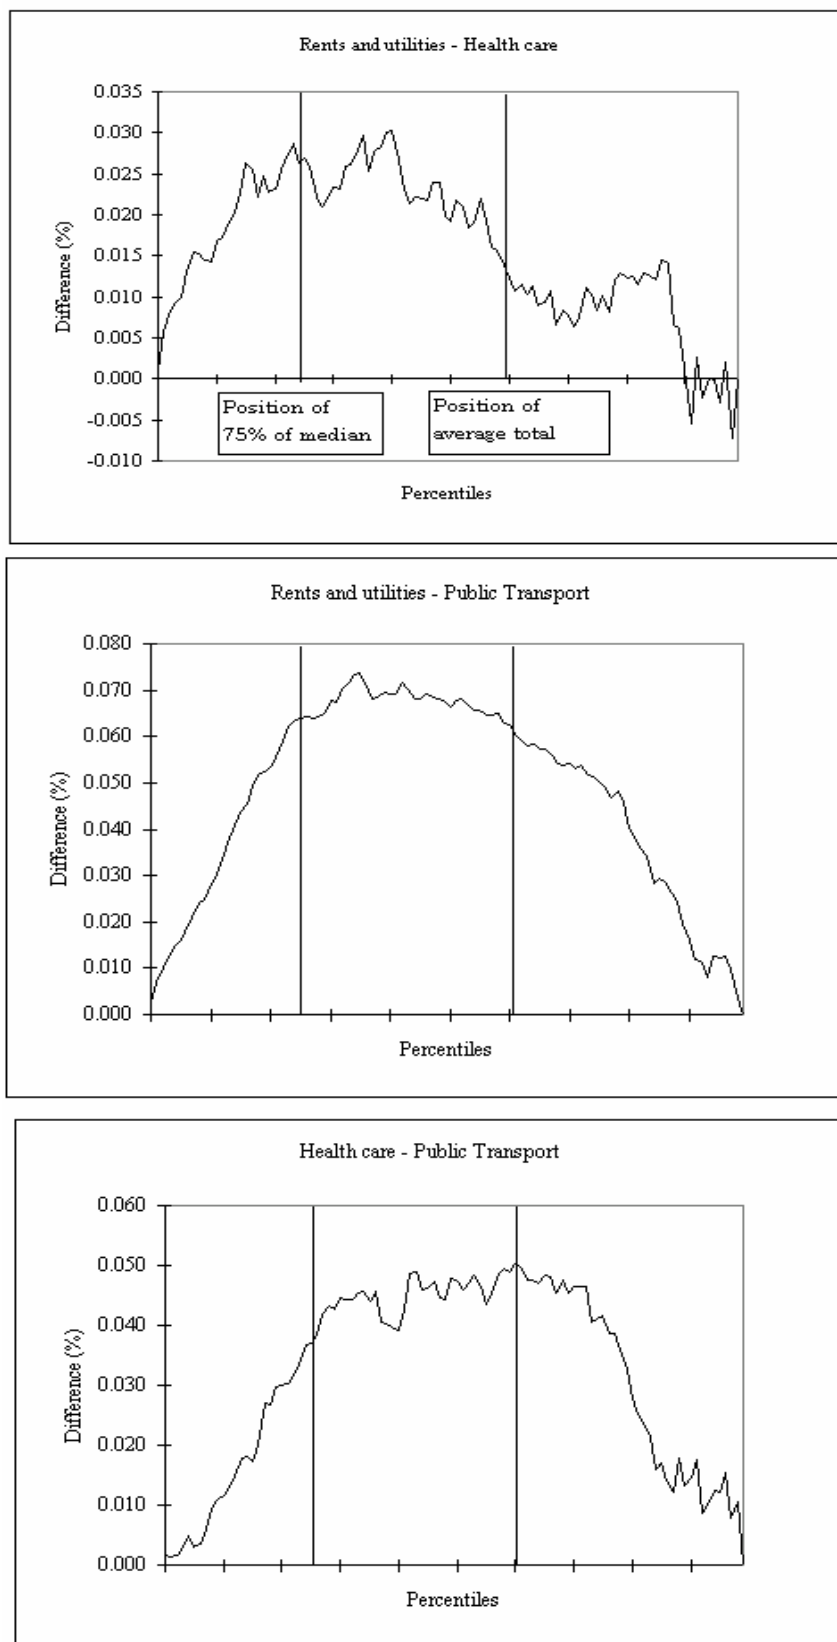 Rents and utilities - Health care
0.035
0.030
0.025
0.020
0.015
0.010
0.005
0.000
-0.005
-0.010
Difference (%)
Position of
75% of median
Position of
average total
Percentiles
Rents and utilities - Public Transport
0.080
0.070
0.060
0.050
0.040
0.030
0.020
0.010
0.000
Difference (%)
Percentiles
Health care - Public Transport
0.060
0.050
0.040
0.030
0.020
0.010
0.000
Difference (%)
Percentiles